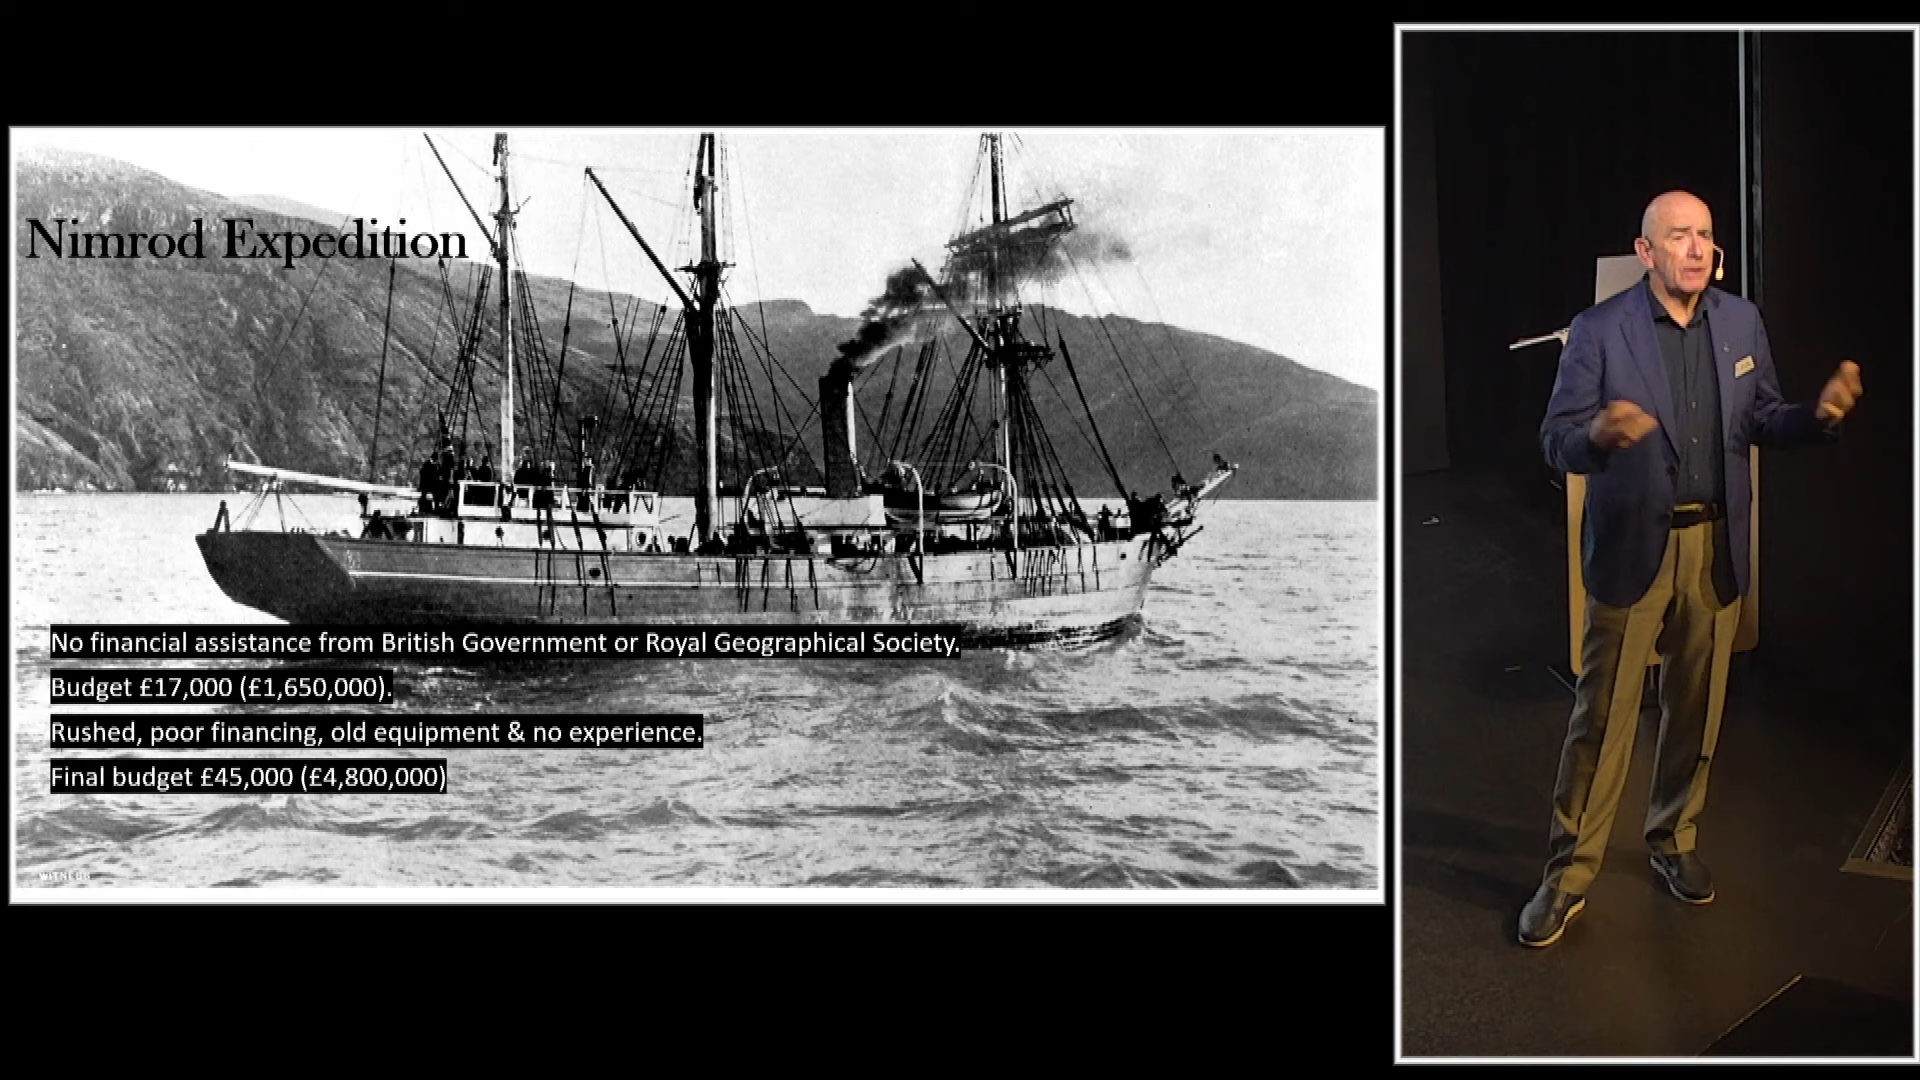 Nimrod Expedition
No financial assistance from British Government or Royal Geographical Society.
Budget £17,000 (£1,650,000).
Rushed, poor financing, old equipment & no experience.
Final budget £45,000 (£4,800,000)
WITNESS